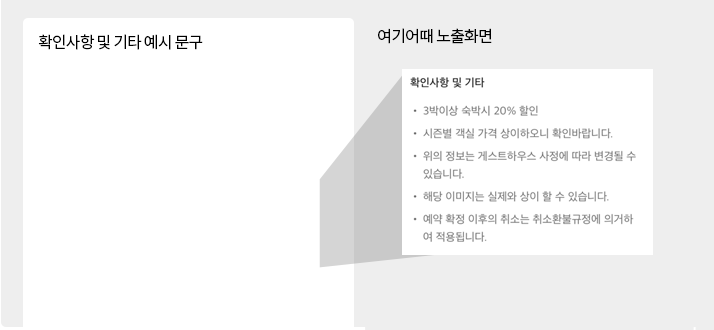 확인사항 및 기타 예시 문구
여기어때 노출화면
확인사항 및 기타
• 3박이상 숙박시 20% 할인
• 시즌별 객실 가격 상이하오니 확인바랍니다.
• 위의 정보는 게스트하우스 사정에 따라 변경될 수
있습니다.
• 해당 이미지는 실제와 상이 할 수 있습니다.
• 예약 확정 이후의 취소는 취소환불규정에 의거하
여 적용됩니다.